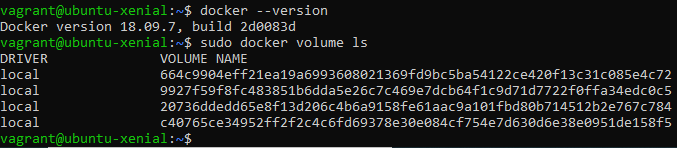 vagrant@ubuntu-xenial:~$ docker --version
Docker version 18.09.7, build 2d0083d
vagrant@ubuntu-xenial:~$ sudo docker volume ls
DRIVER VOLUME NAME
local 664c9904eff21ea19a6993608021369fd9bc5ba54122ce420f13c31c085e4c72
local 9927f59f8fc483851b6dda5e26c7c469e7dcb64f1c9d71d7722f0ffa34edc0c5
local 20736ddedd65e8f13d206c4b6a9158fe61aac9a101fbd80b714512b2e767c784
local c40765ce34952ff2f2c4c6fd69378e30e084cf754e7d630d6e38e0951de158f5
vagrant@ubuntu-xenial:~$